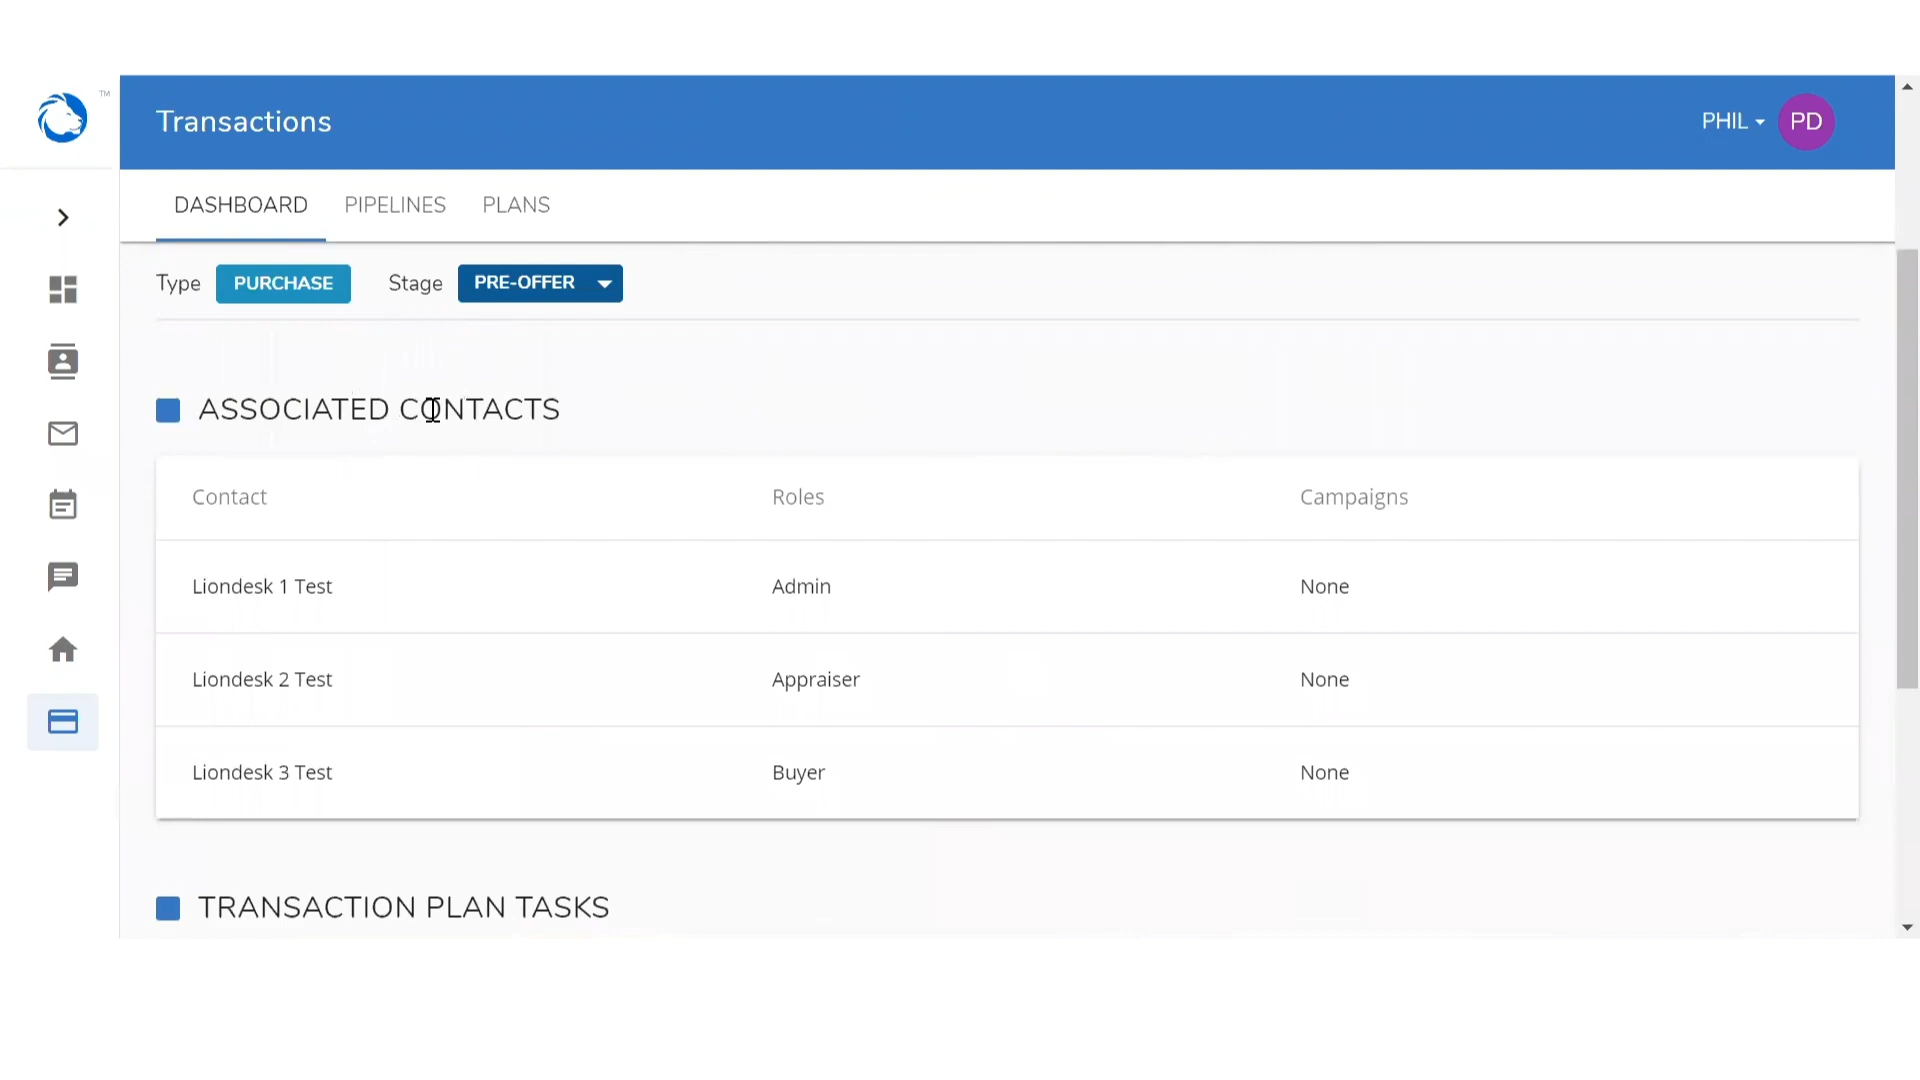 TM
Transactions
PHIL
PD
DASHBOARD PIPELINES PLANS
Type PURCHASE Stage PRE-OFFER
ASSOCIATED CONTACTS
Contact Roles Campaigns
Liondesk 1 Test Admin None
Liondesk 2 Test Appraiser None
Liondesk 3 Test Buyer None
TRANSACTION PLAN TASKS